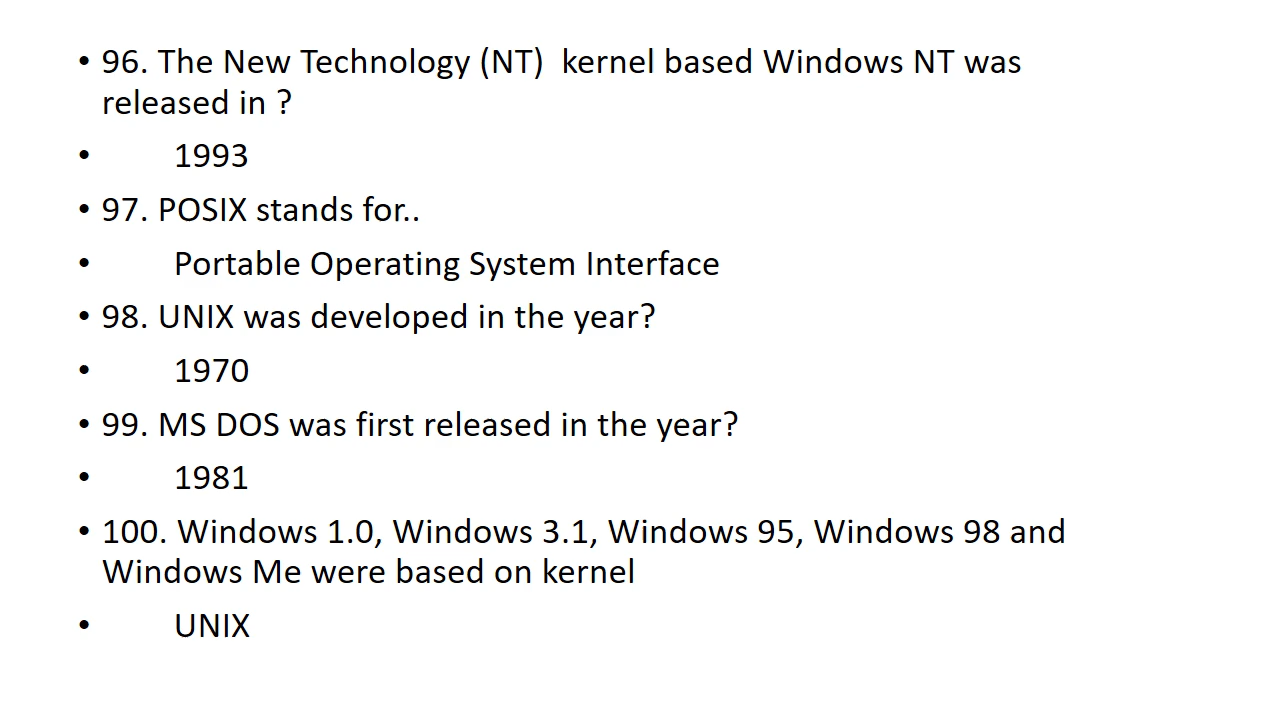 • 96. The New Technology (NT)  kernel based Windows NT was
released in ?
• 1993
• 97. POSIX stands for..
• Portable Operating System Interface
• 98. UNIX was developed in the year?
• 1970
• 99. MS DOS was first released in the year?
• 1981
• 100. Windows 1.0, Windows 3.1, Windows 95, Windows 98 and
Windows Me were based on kernel
• UNIX